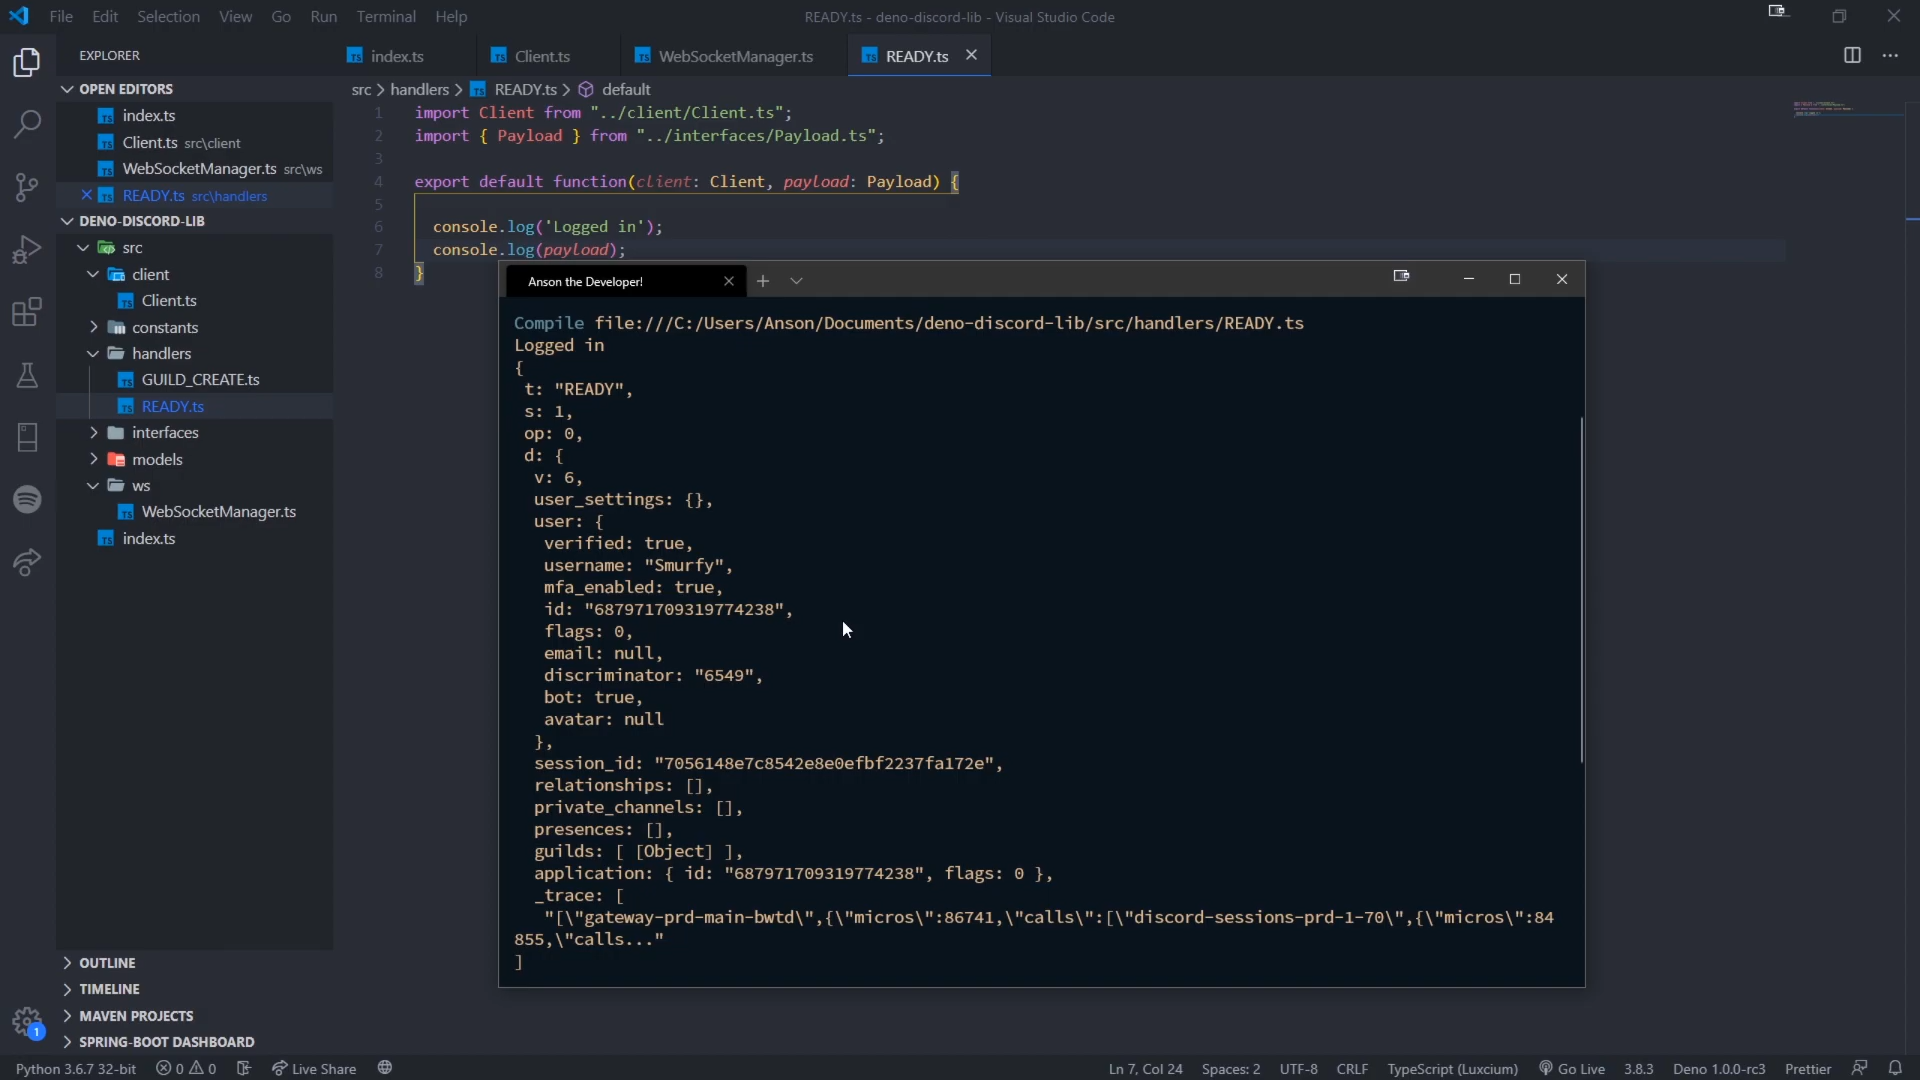 File Edit Selection View Go Run Terminal Help
READY.ts - deno-discord-lib - Visual Studio Code
EXPLORER
index.ts
Client.ts
WebSocketManager.ts
READY.ts
OPEN EDITORS
index.ts
Client.ts src\client
WebSocketManager.ts src\ws
READY.ts src\handlers
DENO-DISCORD-LIB
src
client
Client.ts
constants
handlers
GUILD_CREATE.ts
READY.ts
interfaces
models
ws
WebSocketManager.ts
index.ts
OUTLINE
TIMELINE
MAVEN PROJECTS
SPRING-BOOT DASHBOARD
src > handlers > READY.ts > default
1 import Client from "../client/Client.ts";
2 import { Payload } from "../interfaces/Payload.ts";
3
4 export default function(client: Client, payload: Payload) {
5
6 console.log('Logged in');
7 console.log(payload);
8 }
Anson the Developer!
Compile file:///C:/Users/Anson/Documents/deno-discord-lib/src/handlers/READY.ts
Logged in
{
t: "READY",
s: 1,
op: 0,
d: {
v: 6,
user_settings: {},
user: {
verified: true,
username: "Smurfy",
mfa_enabled: true,
id: "687971709319774238",
flags: 0,
email: null,
discriminator: "6549",
bot: true,
avatar: null
},
session_id: "7056148e7c8542e8e0efbf2237fa172e",
relationships: [],
private_channels: [],
presences: [],
guilds: [ [Object] ],
application: { id: "687971709319774238", flags: 0 },
_trace: [
"[\"gateway-prd-main-bwtd\",{\"micros\":86741,\"calls\":[\"discord-sessions-prd-1-70\",{\"micros\":84
855,\"calls..."
]
1
Python 3.6.7 32-bit 0 0 Live Share
Ln 7, Col 24 Spaces: 2 UTF-8 CRLF TypeScript (Luxcium) Go Live 3.8.3 Deno 1.0.0-rc3 Prettier